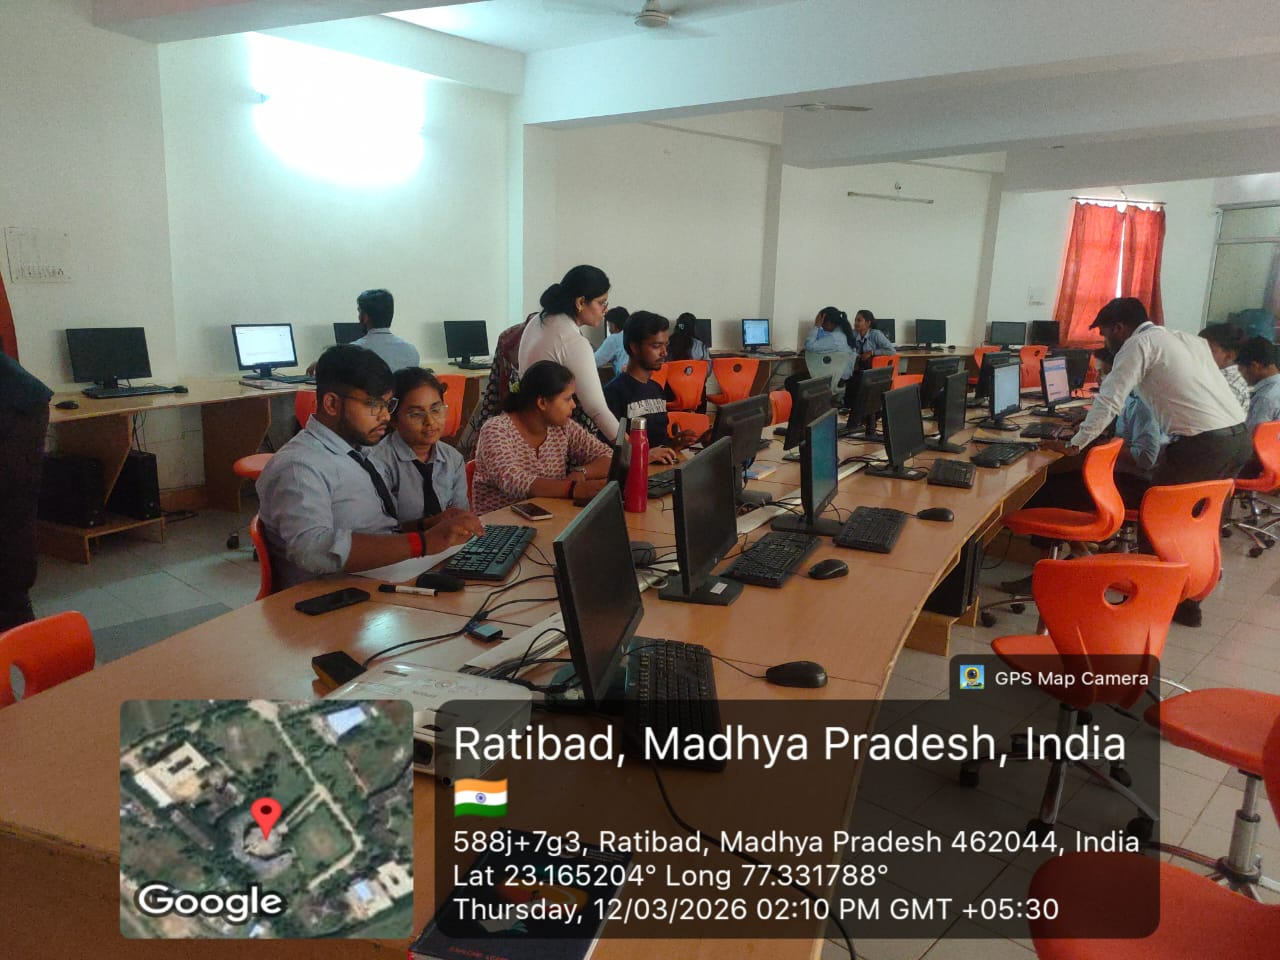 GPS Map Camera
Ratibad, Madhya Pradesh, India
588j+7g3, Ratibad, Madhya Pradesh 462044, India
Lat 23.165204° Long 77.331788°
Thursday, 12/03/2026 02:10 PM GMT +05:30
Google